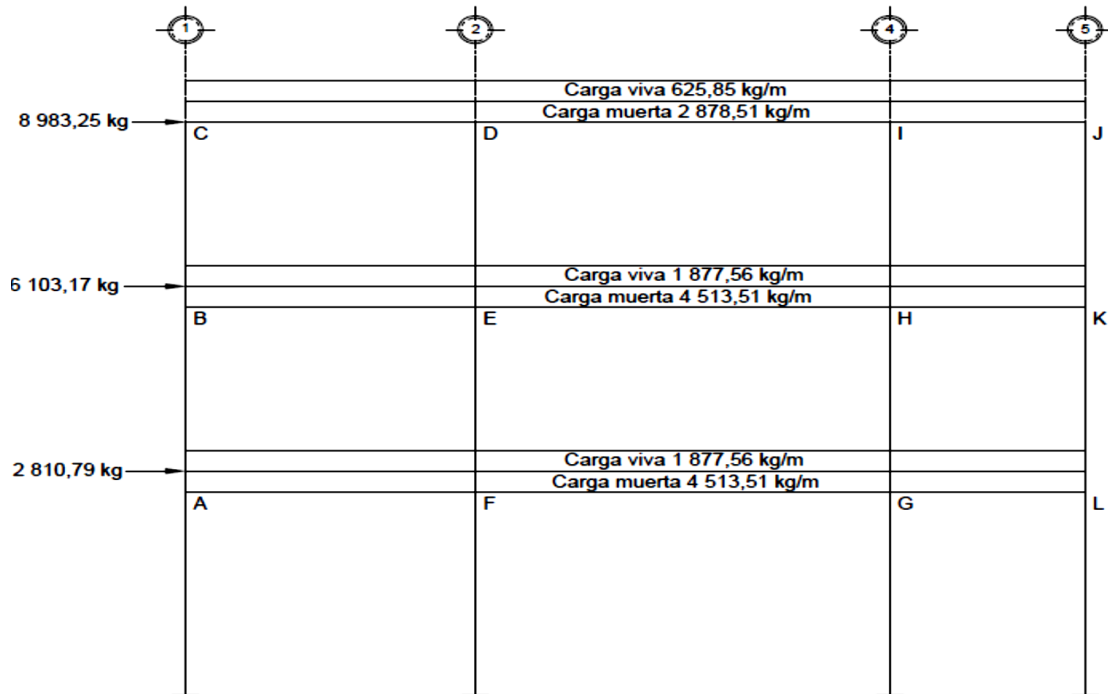 1 2 4 5
Carga viva 625,85 kg/m
Carga muerta 2 878,51 kg/m
8 983,25 kg
C D I J
Carga viva 1 877,56 kg/m
6 103,17 kg
Carga muerta 4 513,51 kg/m
B E H K
Carga viva 1 877,56 kg/m
2 810,79 kg
Carga muerta 4 513,51 kg/m
A F G L